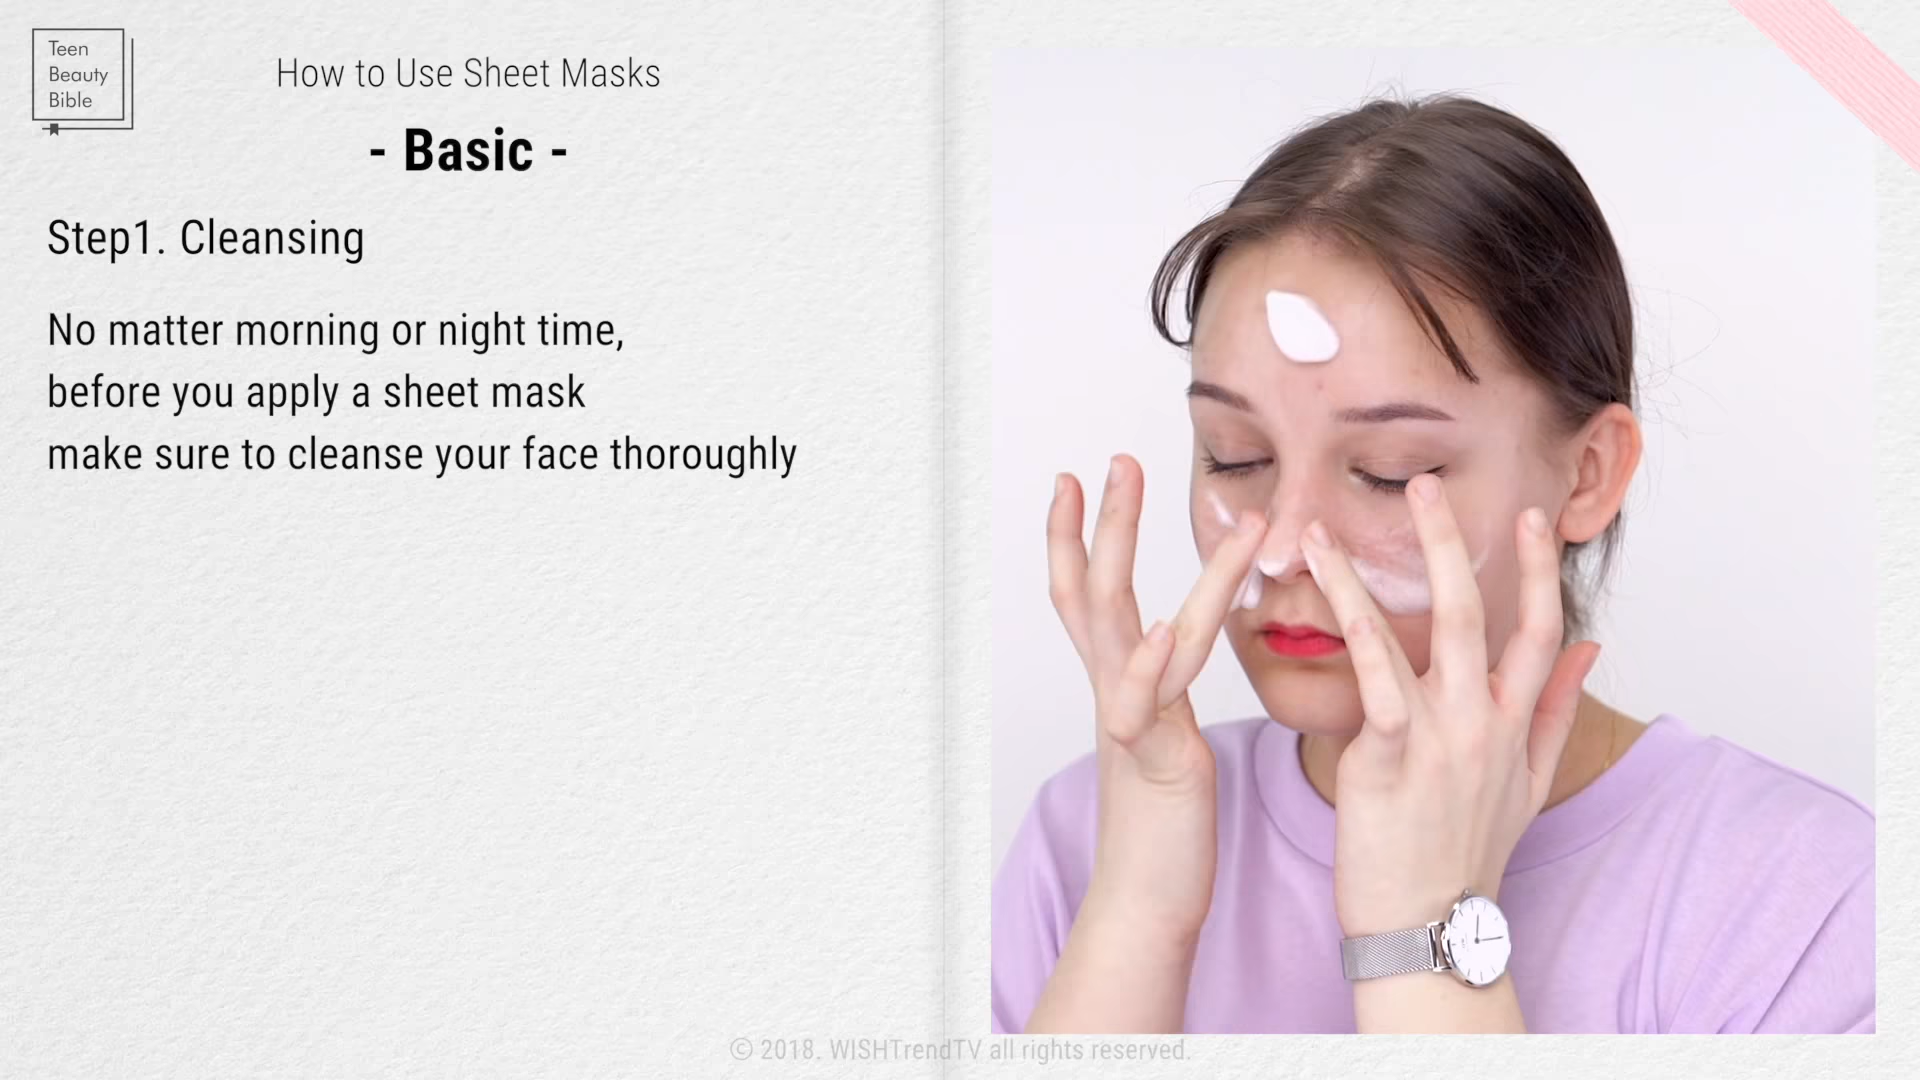 Teen
Beauty
Bible
How to Use Sheet Masks
- Basic -
Step1. Cleansing
No matter morning or night time,
before you apply a sheet mask
make sure to cleanse your face thoroughly
© 2018. WISHTrendTV all rights reserved.